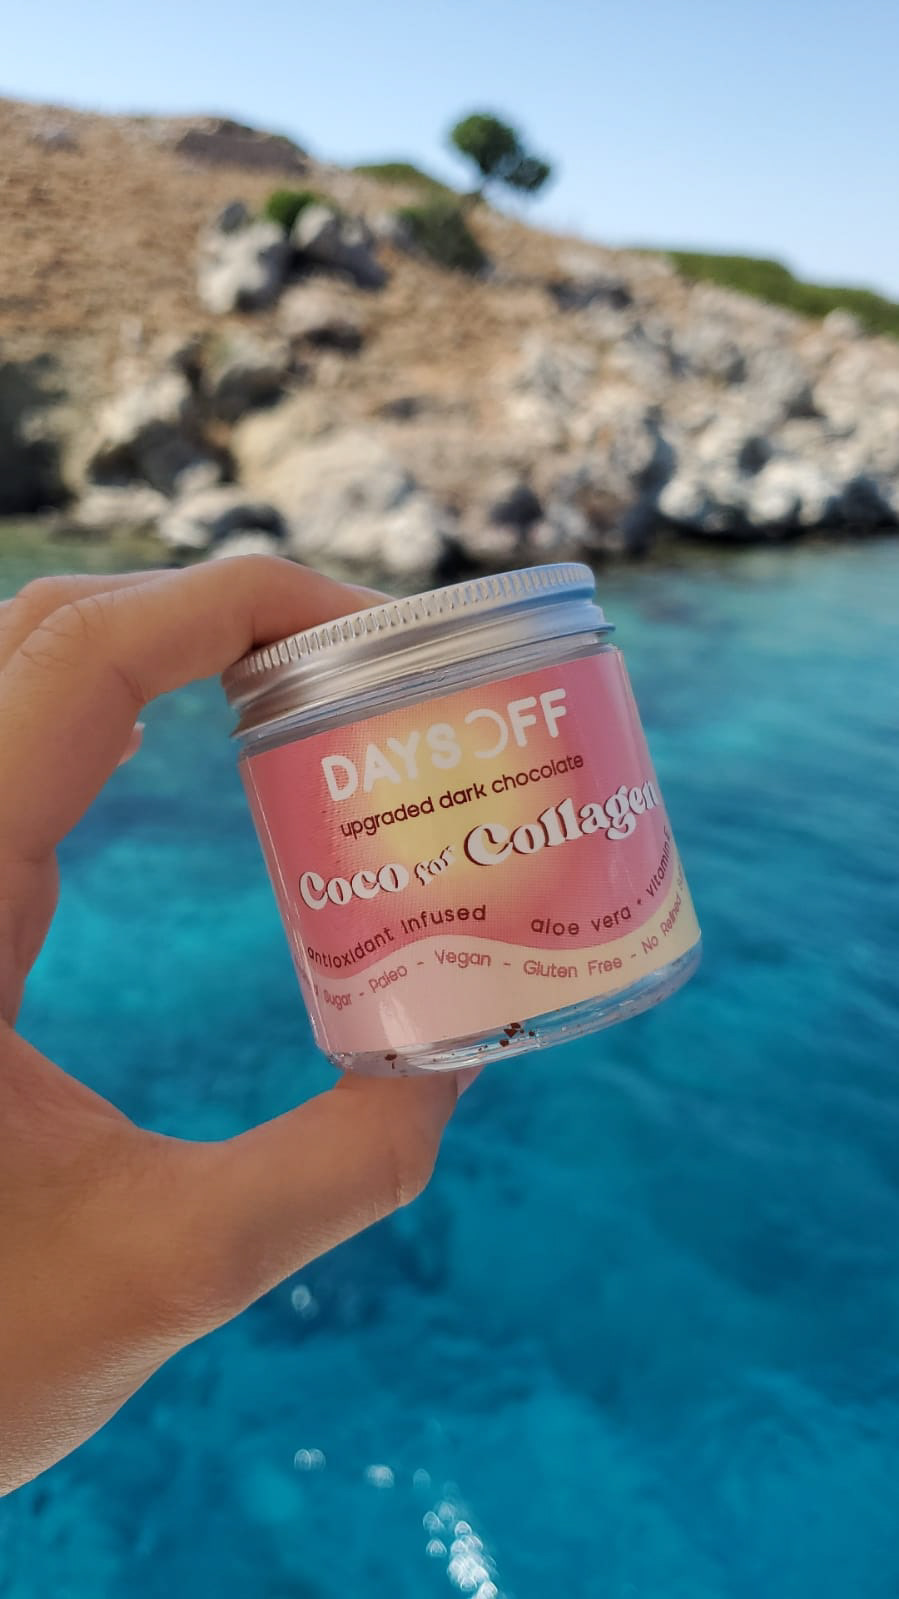 DAYSOFF
upgraded dark chocolate
Coco for Collagen
antioxidant infused aloe vera + vitamin C
Sugar - Paleo - Vegan - Gluten Free - No Refined